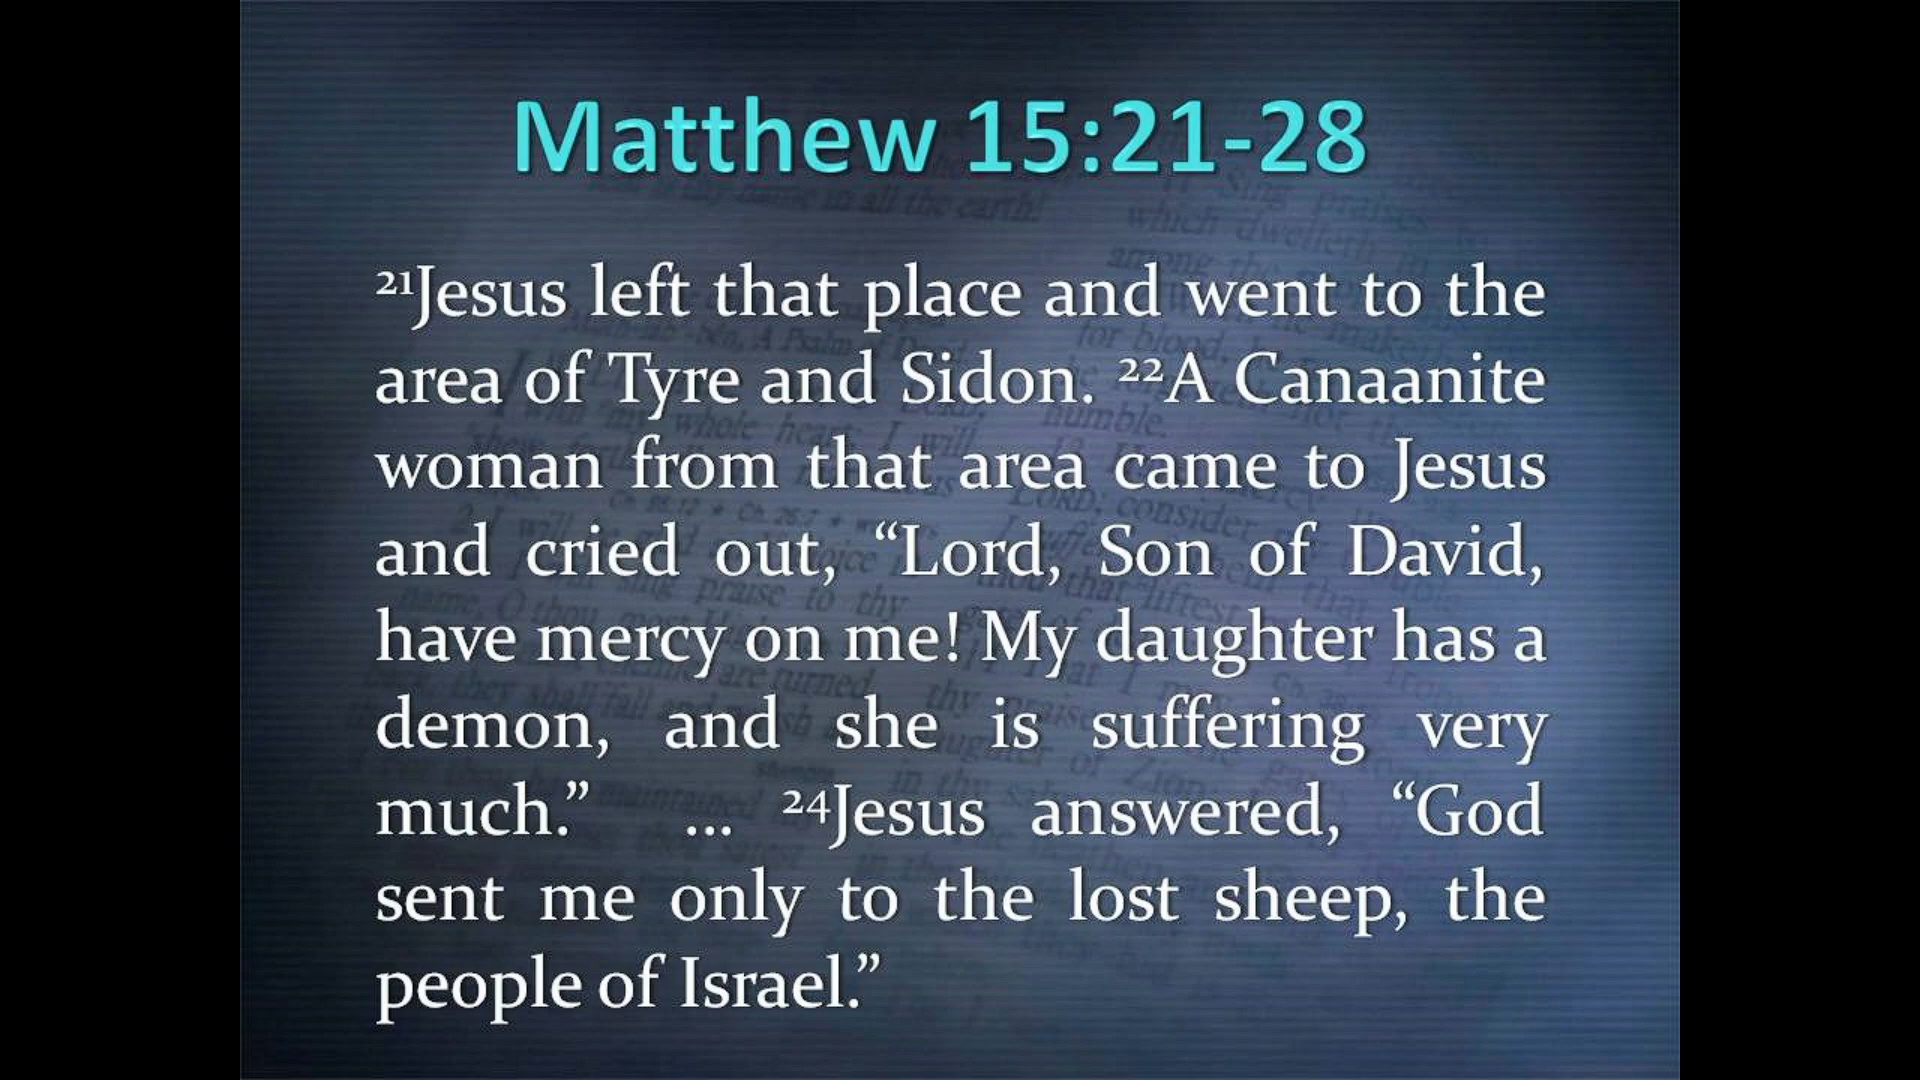 Matthew 15:21-28
²¹Jesus left that place and went to the
area of Tyre and Sidon. ²²A Canaanite
woman from that area came to Jesus
and cried out, “Lord, Son of David,
have mercy on me! My daughter has a
demon, and she is suffering very
much.” ... ²⁴Jesus answered, “God
sent me only to the lost sheep, the
people of Israel.”